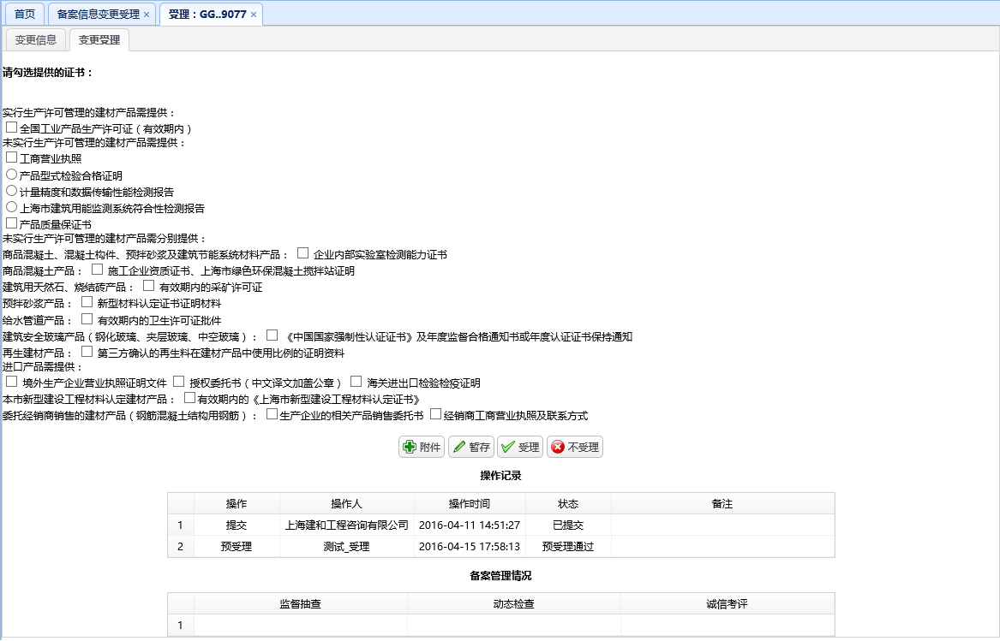 首页 备案信息变更受理 × 受理：GG..9077 ×
变更信息 变更受理
请勾选提供的证书：
实行生产许可管理的建材产品需提供：
全国工业产品生产许可证（有效期内）
未实行生产许可管理的建材产品需提供：
工商营业执照
产品型式检验合格证明
计量精度和数据传输性能检测报告
上海市建筑用能监测系统符合性检测报告
产品质量保证书
未实行生产许可管理的建材产品需分别提供：
商品混凝土、混凝土构件、预拌砂浆及建筑节能系统材料产品： 企业内部实验室检测能力证书
商品混凝土产品： 施工企业资质证书、上海市绿色环保混凝土搅拌站证明
建筑用天然石、烧结砖产品： 有效期内的采矿许可证
预拌砂浆产品： 新型材料认定证书证明材料
给水管道产品： 有效期内的卫生许可证批件
建筑安全玻璃产品（钢化玻璃、夹层玻璃、中空玻璃）： 《中国国家强制性认证证书》及年度监督合格通知书或年度认证证书保持通知
再生建材产品： 第三方确认的再生料在建材产品中使用比例的证明资料
进口产品需提供：
境外生产企业营业执照证明文件 授权委托书（中文译文加盖公章） 海关进出口检验检疫证明
本市新型建设工程材料认定建材产品： 有效期内的《上海市新型建设工程材料认定证书》
委托经销商销售的建材产品（钢筋混凝土结构用钢筋）： 生产企业的相关产品销售委托书 经销商工商营业执照及联系方式
附件 暂存 受理 不受理
操作记录
操作 操作人 操作时间 状态 备注
1 提交 上海建和工程咨询有限公司 2016-04-11 14:51:27 已提交
2 预受理 测试_受理 2016-04-15 17:58:13 预受理通过
备案管理情况
监督抽查 动态检查 诚信考评
1